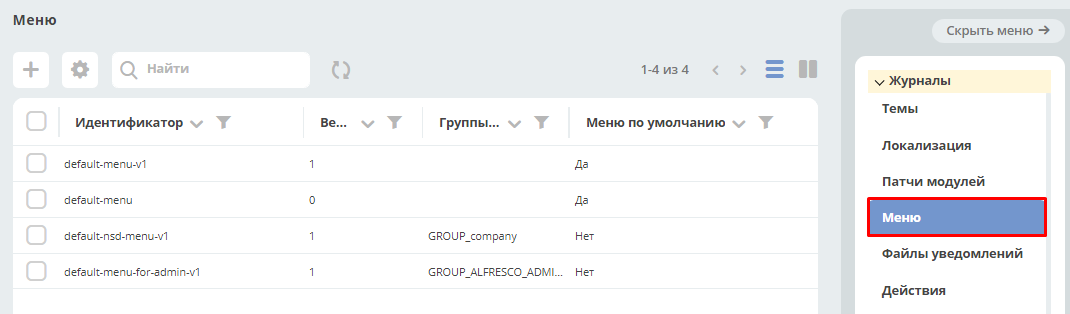 Меню
Найти
1-4 из 4
Идентификатор Ве... Группы... Меню по умолчанию
default-menu-v1 1 Да
default-menu 0 Да
default-nsd-menu-v1 1 GROUP_company Нет
default-menu-for-admin-v1 1 GROUP_ALFRESCO_ADMI... Нет
Скрыть меню →
Журналы
Темы
Локализация
Патчи модулей
Меню
Файлы уведомлений
Действия